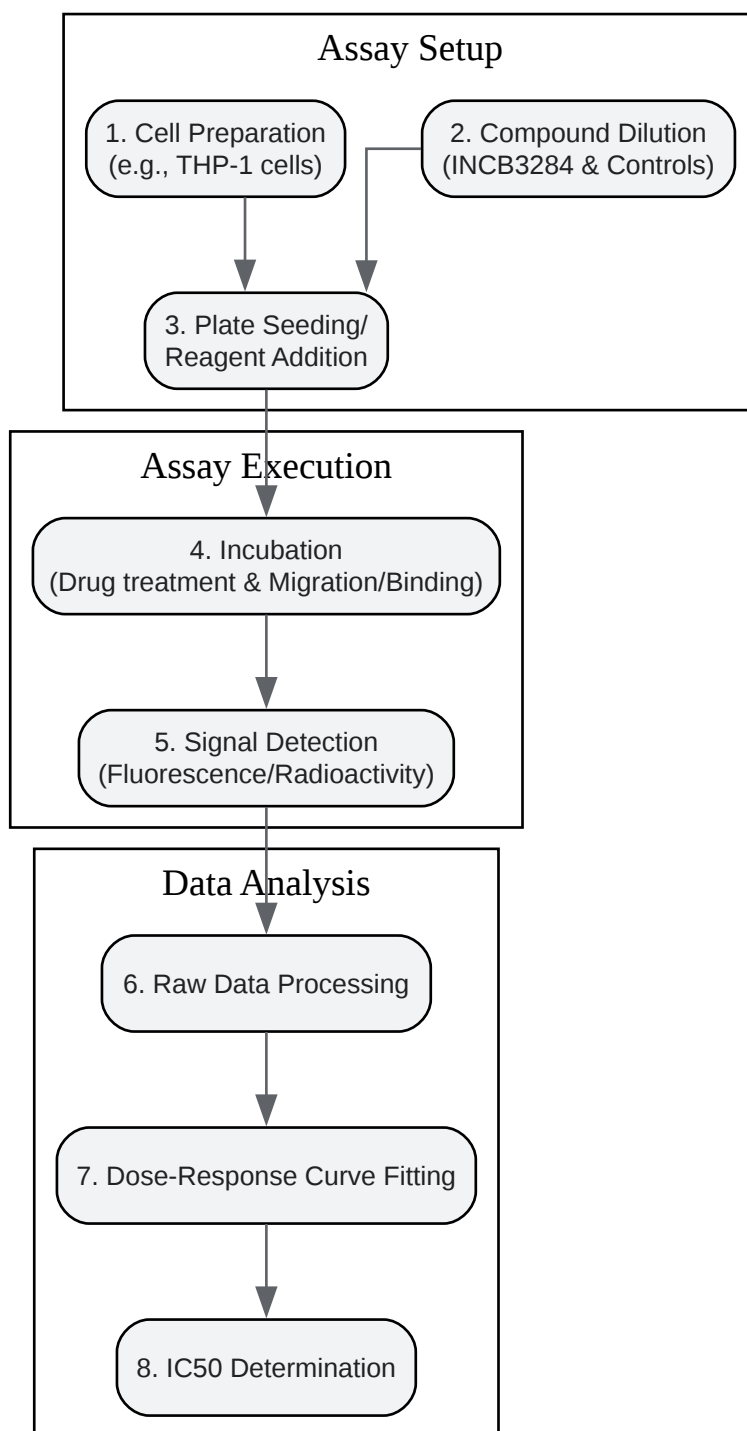 Assay Setup
1. Cell Preparation
(e.g., THP-1 cells)
2. Compound Dilution
(INCB3284 & Controls)
3. Plate Seeding/
Reagent Addition
Assay Execution
4. Incubation
(Drug treatment & Migration/Binding)
5. Signal Detection
(Fluorescence/Radioactivity)
Data Analysis
6. Raw Data Processing
7. Dose-Response Curve Fitting
8. IC50 Determination